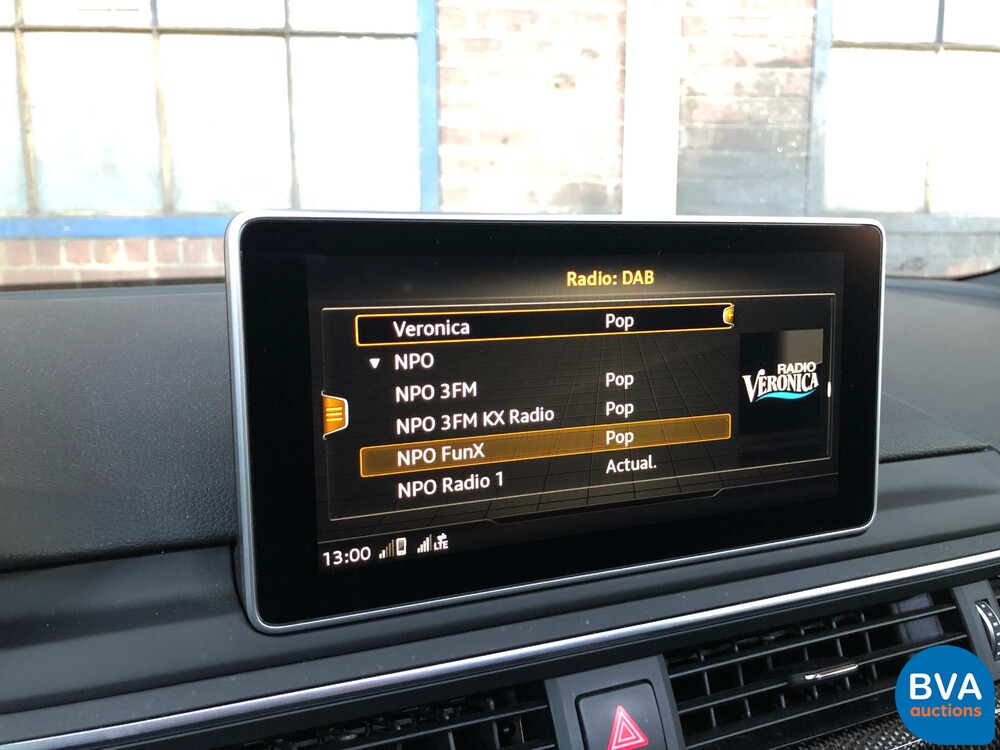 Radio: DAB
Veronica Pop
NPO
NPO 3FM Pop
NPO 3FM KX Radio Pop
NPO FunX Pop
NPO Radio 1 Actual.
RADIO
VERONICA
13:00 LTE
BVA
auctions